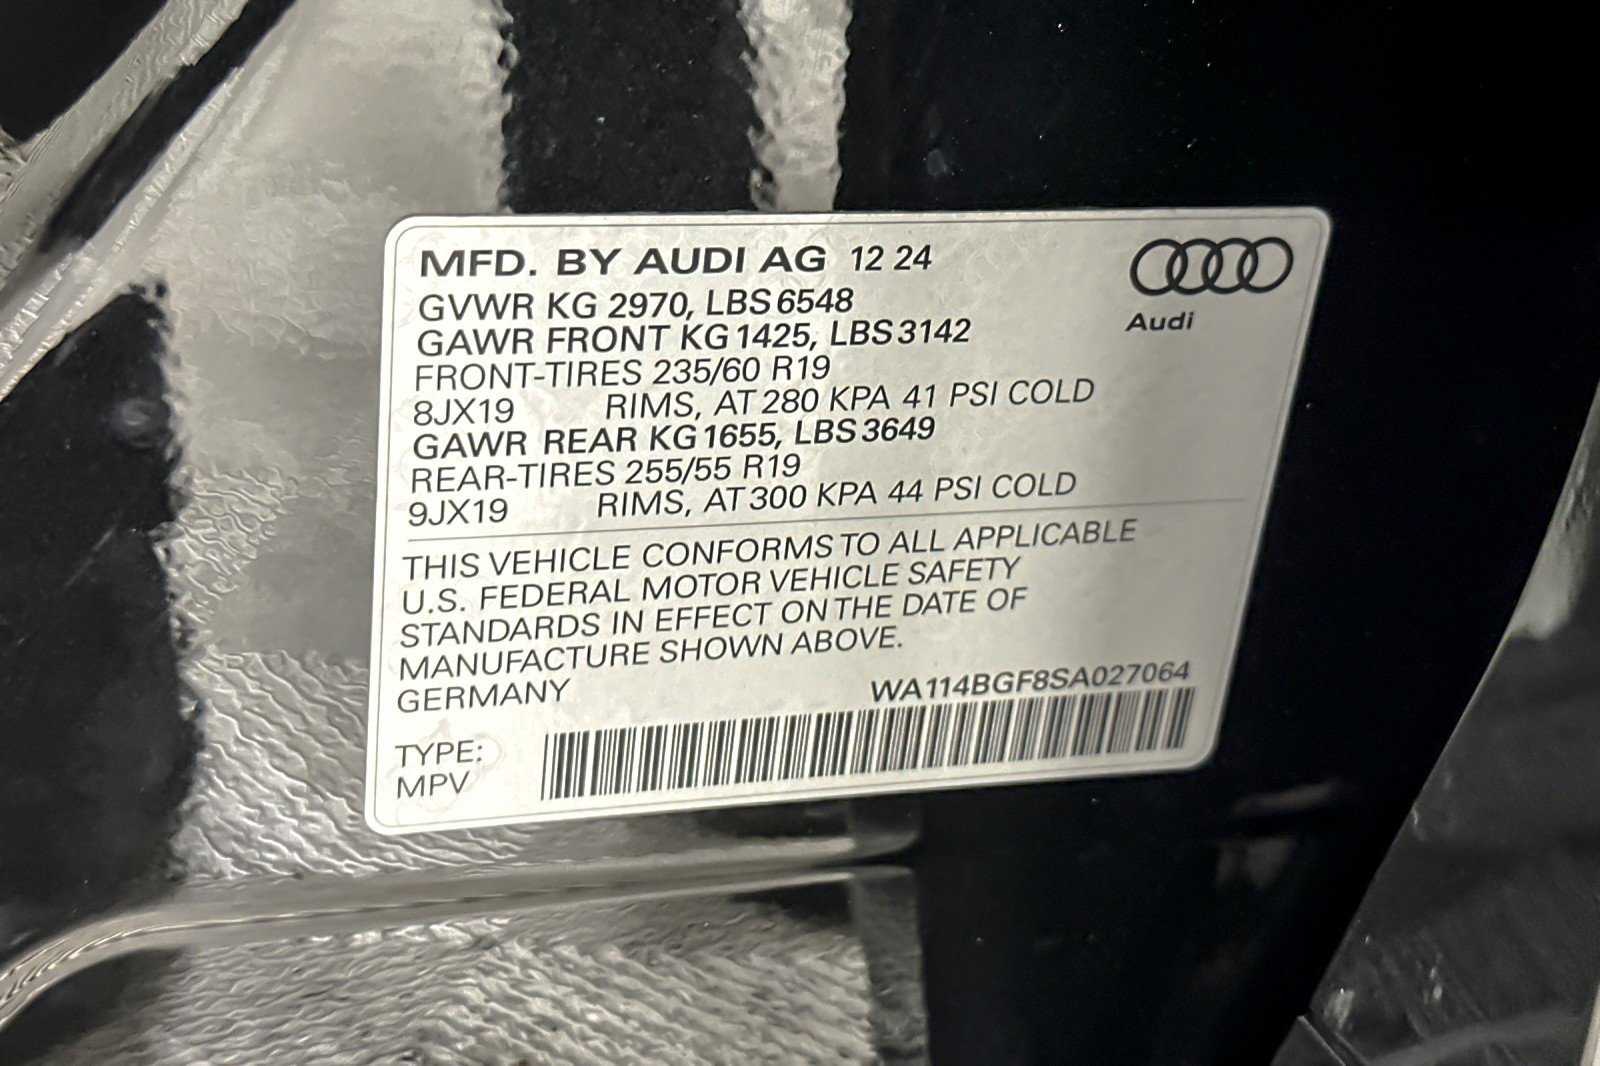 MFD. BY AUDI AG 12 24
Audi
GVWR KG 2970, LBS 6548
GAWR FRONT KG 1425, LBS 3142
FRONT-TIRES 235/60 R19
8JX19 RIMS, AT 280 KPA 41 PSI COLD
GAWR REAR KG 1655, LBS 3649
REAR-TIRES 255/55 R19
9JX19 RIMS, AT 300 KPA 44 PSI COLD
THIS VEHICLE CONFORMS TO ALL APPLICABLE
U.S. FEDERAL MOTOR VEHICLE SAFETY
STANDARDS IN EFFECT ON THE DATE OF
MANUFACTURE SHOWN ABOVE.
GERMANY WA114BGF8SA027064
TYPE:
MPV